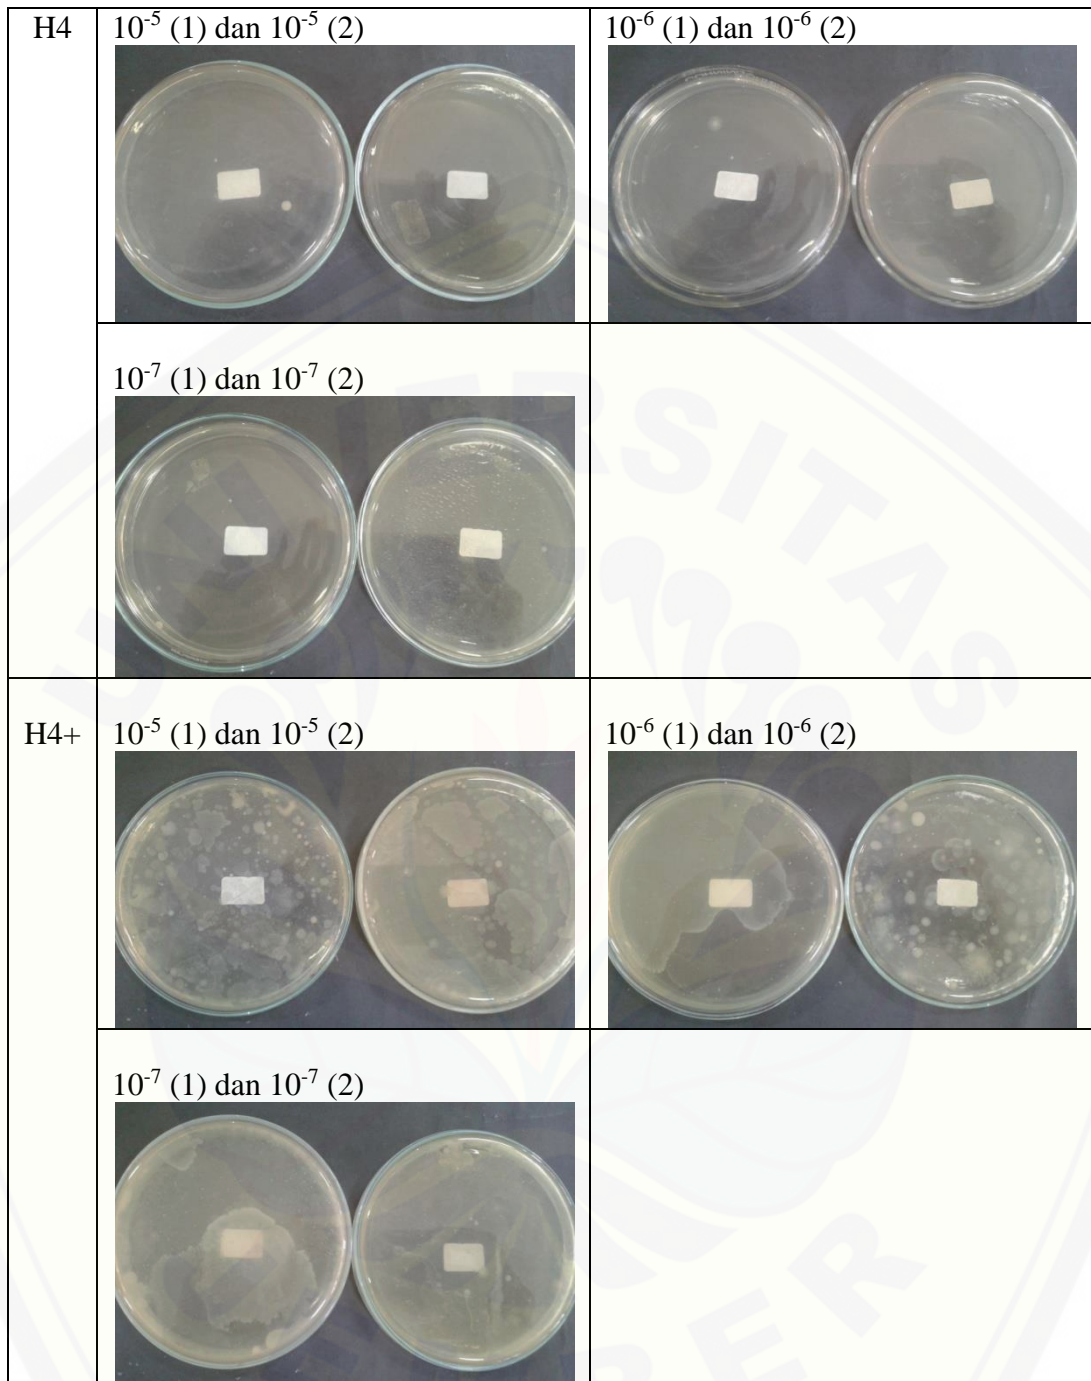 H4
10⁻⁵ (1) dan 10⁻⁵ (2)
10⁻⁶ (1) dan 10⁻⁶ (2)
10⁻⁷ (1) dan 10⁻⁷ (2)
H4+
10⁻⁵ (1) dan 10⁻⁵ (2)
10⁻⁶ (1) dan 10⁻⁶ (2)
10⁻⁷ (1) dan 10⁻⁷ (2)
UNIVERSITAS
BER